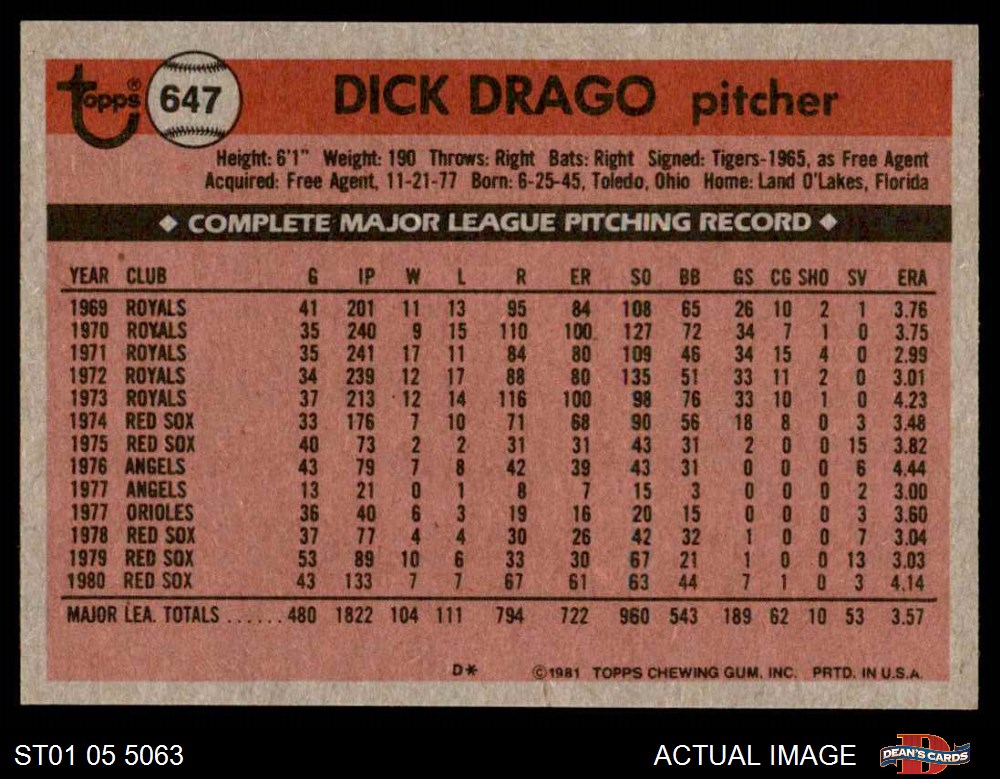 Topps® 647 DICK DRAGO pitcher
Height: 6'1" Weight: 190 Throws: Right Bats: Right Signed: Tigers-1965, as Free Agent
Acquired: Free Agent, 11-21-77 Born: 6-25-45, Toledo, Ohio Home: Land O'Lakes, Florida
◆ COMPLETE MAJOR LEAGUE PITCHING RECORD ◆
YEAR CLUB G IP W L R ER SO BB GS CG SHO SV ERA
1969 ROYALS 41 201 11 13 95 84 108 65 26 10 2 1 3.76
1970 ROYALS 35 240 9 15 110 100 127 72 34 7 1 0 3.75
1971 ROYALS 35 241 17 11 84 80 109 46 34 15 4 0 2.99
1972 ROYALS 34 239 12 17 88 80 135 51 33 11 2 0 3.01
1973 ROYALS 37 213 12 14 116 100 98 76 33 10 1 0 4.23
1974 RED SOX 33 176 7 10 71 68 90 56 18 8 0 3 3.48
1975 RED SOX 40 73 2 2 31 31 43 31 2 0 0 15 3.82
1976 ANGELS 43 79 7 8 42 39 43 31 0 0 0 6 4.44
1977 ANGELS 13 21 0 1 8 7 15 3 0 0 0 2 3.00
1977 ORIOLES 36 40 6 3 19 16 20 15 0 0 0 3 3.60
1978 RED SOX 37 77 4 4 30 26 42 32 1 0 0 7 3.04
1979 RED SOX 53 89 10 6 33 30 67 21 1 0 0 13 3.03
1980 RED SOX 43 133 7 7 67 61 63 44 7 1 0 3 4.14
MAJOR LEA. TOTALS ...... 480 1822 104 111 794 722 960 543 189 62 10 53 3.57
D* ©1981 TOPPS CHEWING GUM, INC. PRTD. IN U.S.A.
ST01 05 5063 ACTUAL IMAGE DEAN'S CARDS